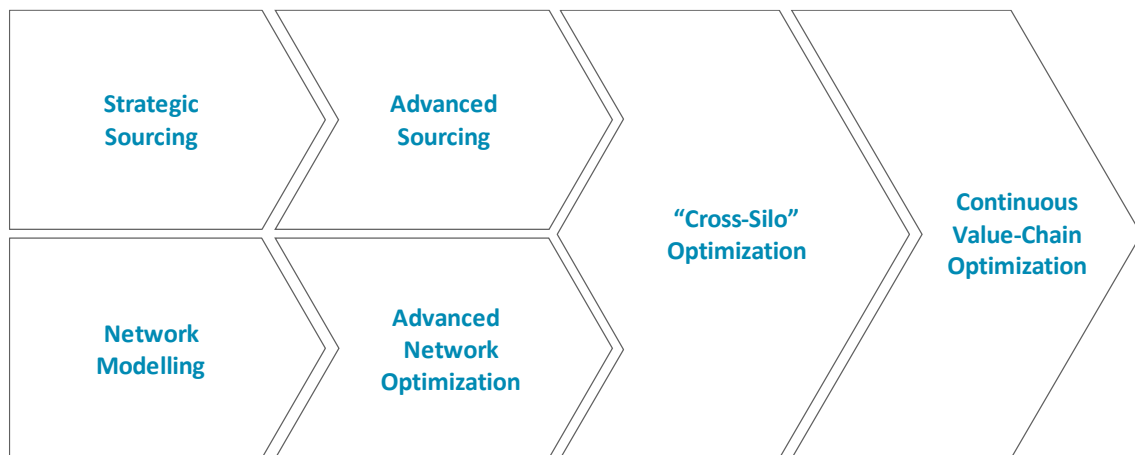 Strategic
Sourcing
Advanced
Sourcing
“Cross-Silo”
Optimization
Continuous
Value-Chain
Optimization
Network
Modelling
Advanced
Network
Optimization